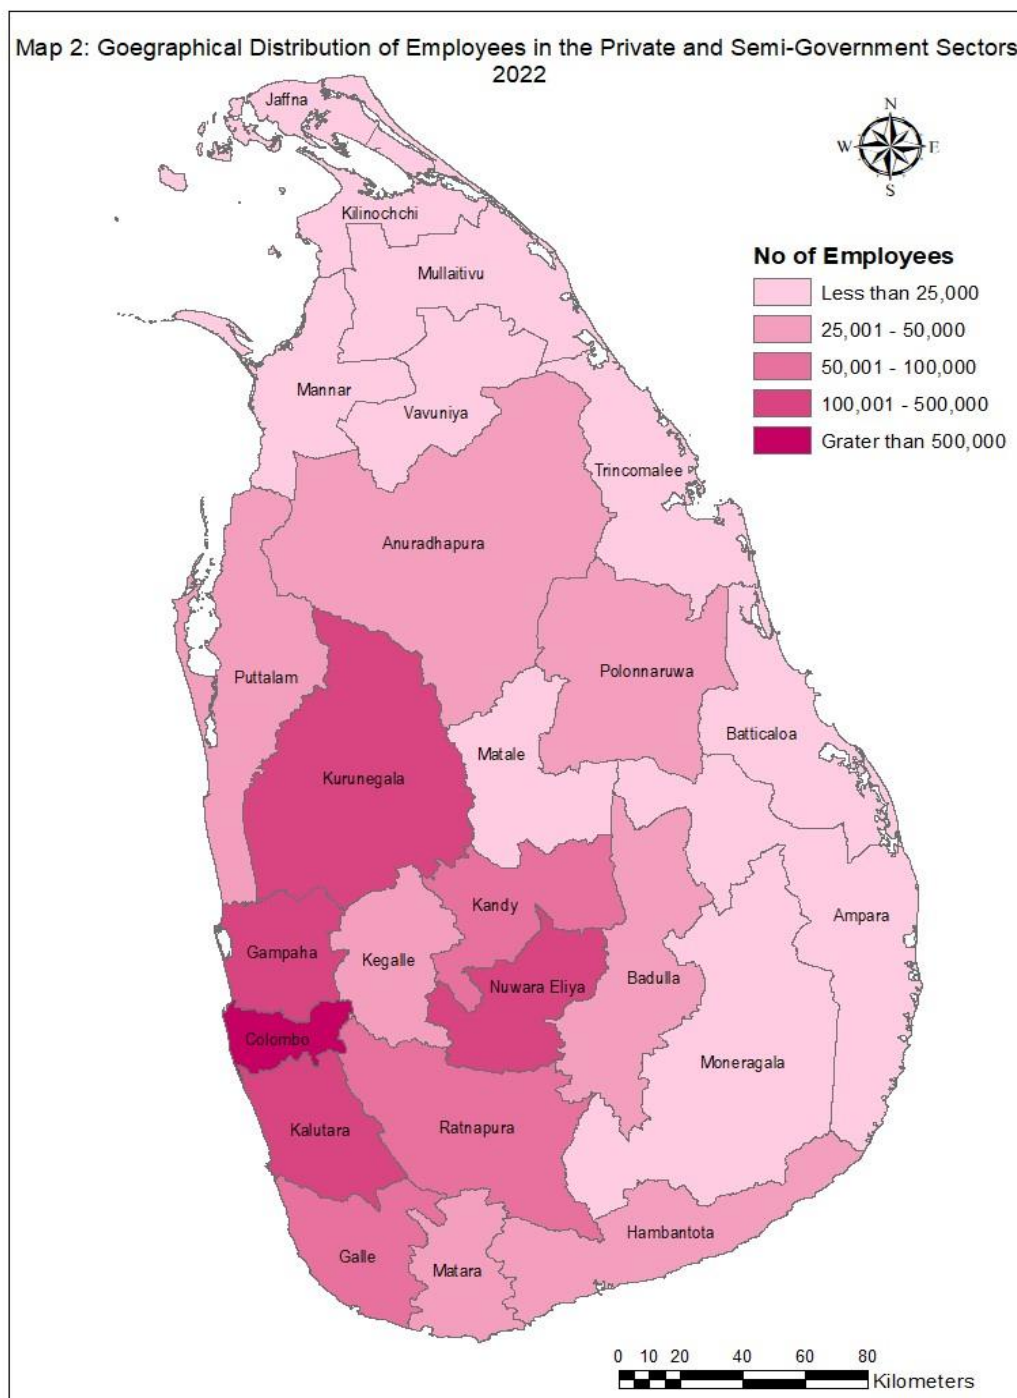 Map 2: Goegraphical Distribution of Employees in the Private and Semi-Government Sectors
2022
Jaffna
N
W E
S
Kilinochchi
No of Employees
Mullaitivu
Less than 25,000
25,001 - 50,000
50,001 - 100,000
Mannar
100,001 - 500,000
Vavuniya
Grater than 500,000
Trincomalee
Anuradhapura
Puttalam
Polonnaruwa
Batticaloa
Matale
Kurunegala
Kandy
Ampara
Gampaha
Kegalle
Badulla
Nuwara Eliya
Colombo
Moneragala
Kalutara
Ratnapura
Hambantota
Galle
Matara
0 10 20 40 60 80
Kilometers